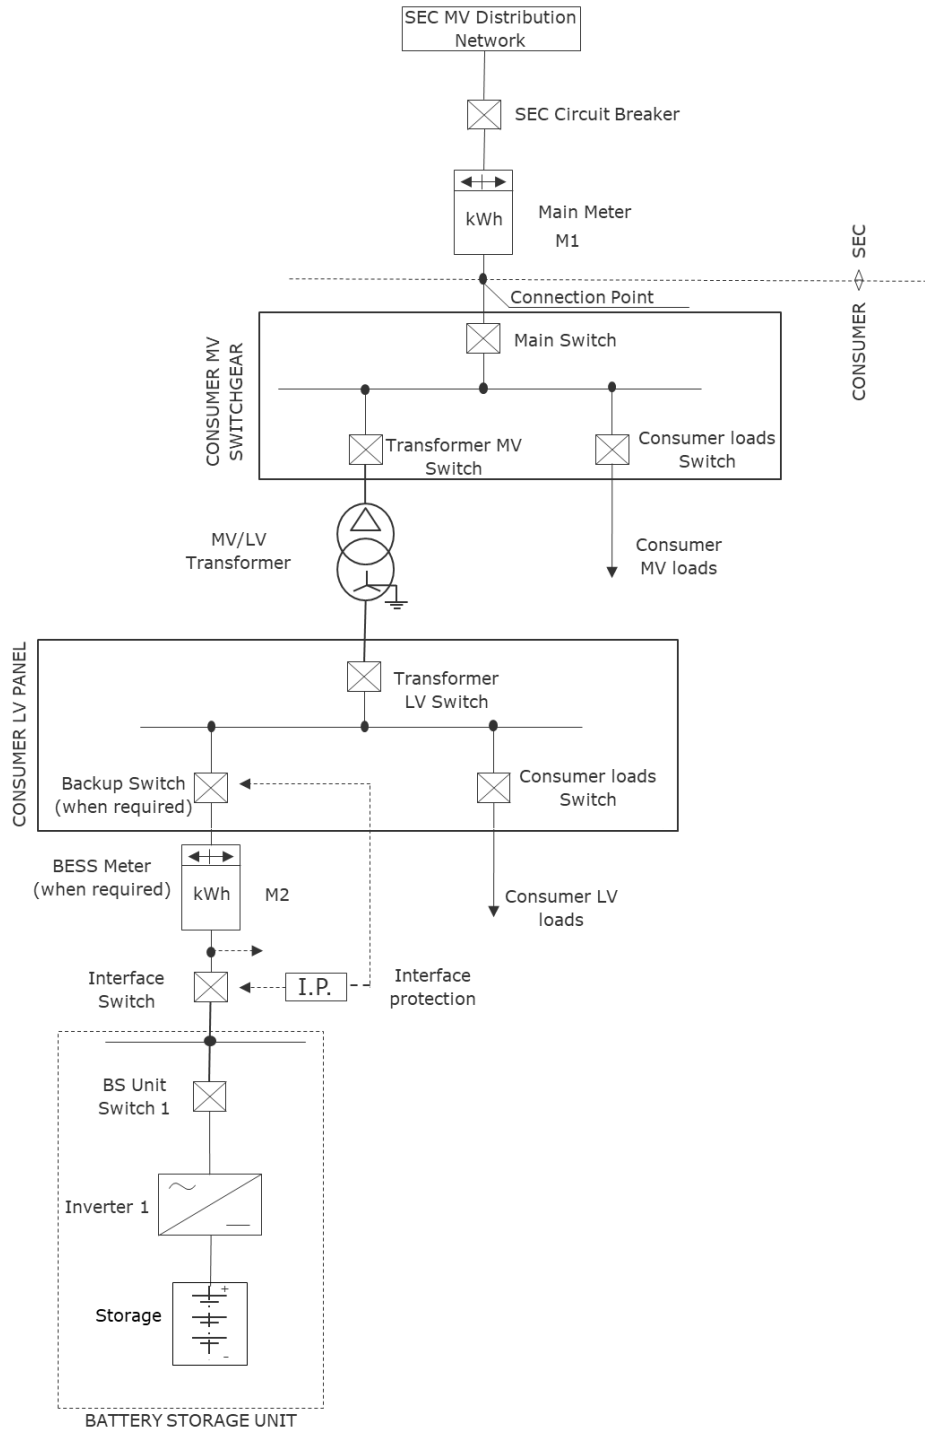 SEC MV Distribution
Network
SEC Circuit Breaker
kWh
Main Meter
M1
SEC
CONSUMER
Connection Point
CONSUMER MV
SWITCHGEAR
Main Switch
Transformer MV
Switch
Consumer loads
Switch
MV/LV
Transformer
Consumer
MV loads
CONSUMER LV PANEL
Transformer
LV Switch
Backup Switch
(when required)
Consumer loads
Switch
BESS Meter
(when required)
kWh
M2
Consumer LV
loads
Interface
Switch
I.P.
Interface
protection
BS Unit
Switch 1
Inverter 1
Storage
+
-
BATTERY STORAGE UNIT